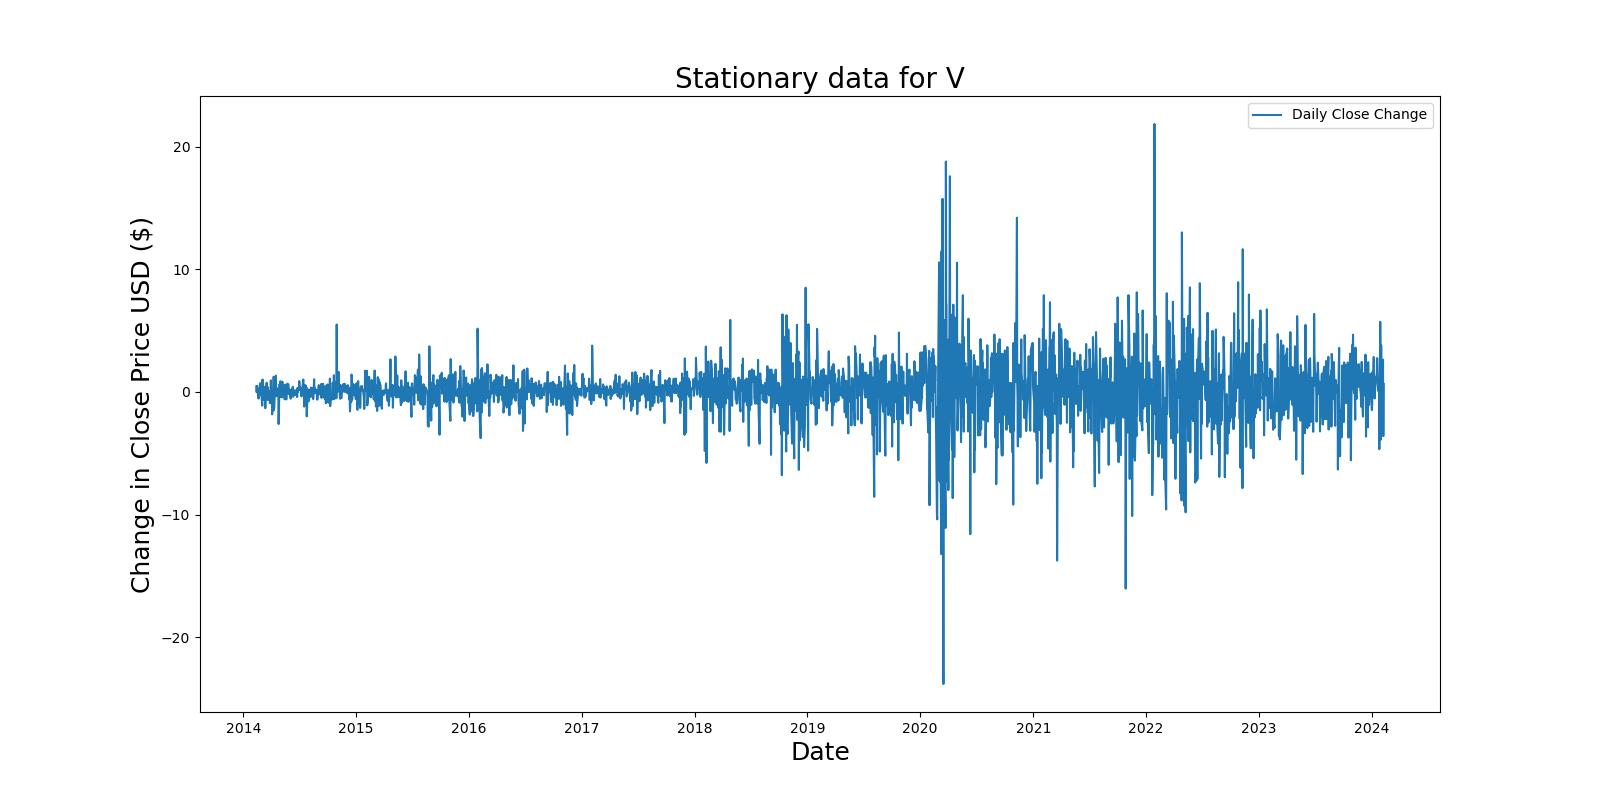 Stationary data for V
Daily Close Change
Change in Close Price USD ($)
20
10
0
−10
−20
2014 2015 2016 2017 2018 2019 2020 2021 2022 2023 2024
Date